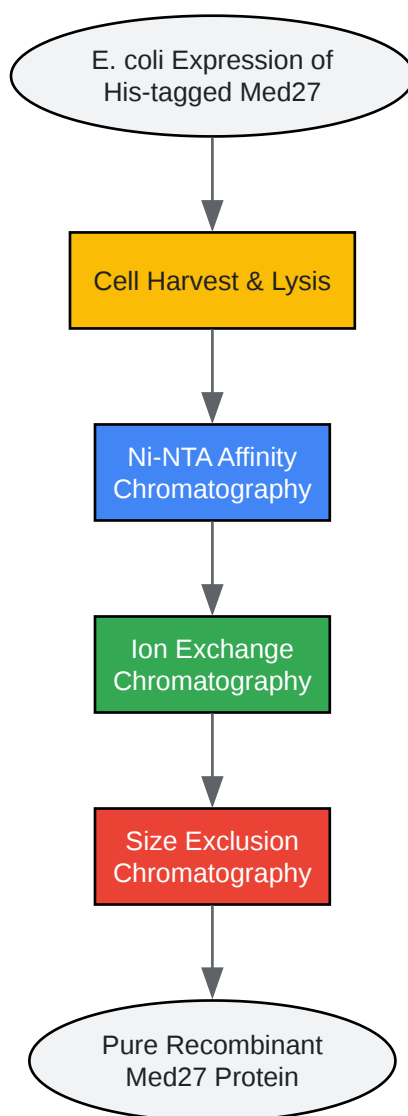 E. coli Expression of
His-tagged Med27
Cell Harvest & Lysis
Ni-NTA Affinity
Chromatography
Ion Exchange
Chromatography
Size Exclusion
Chromatography
Pure Recombinant
Med27 Protein